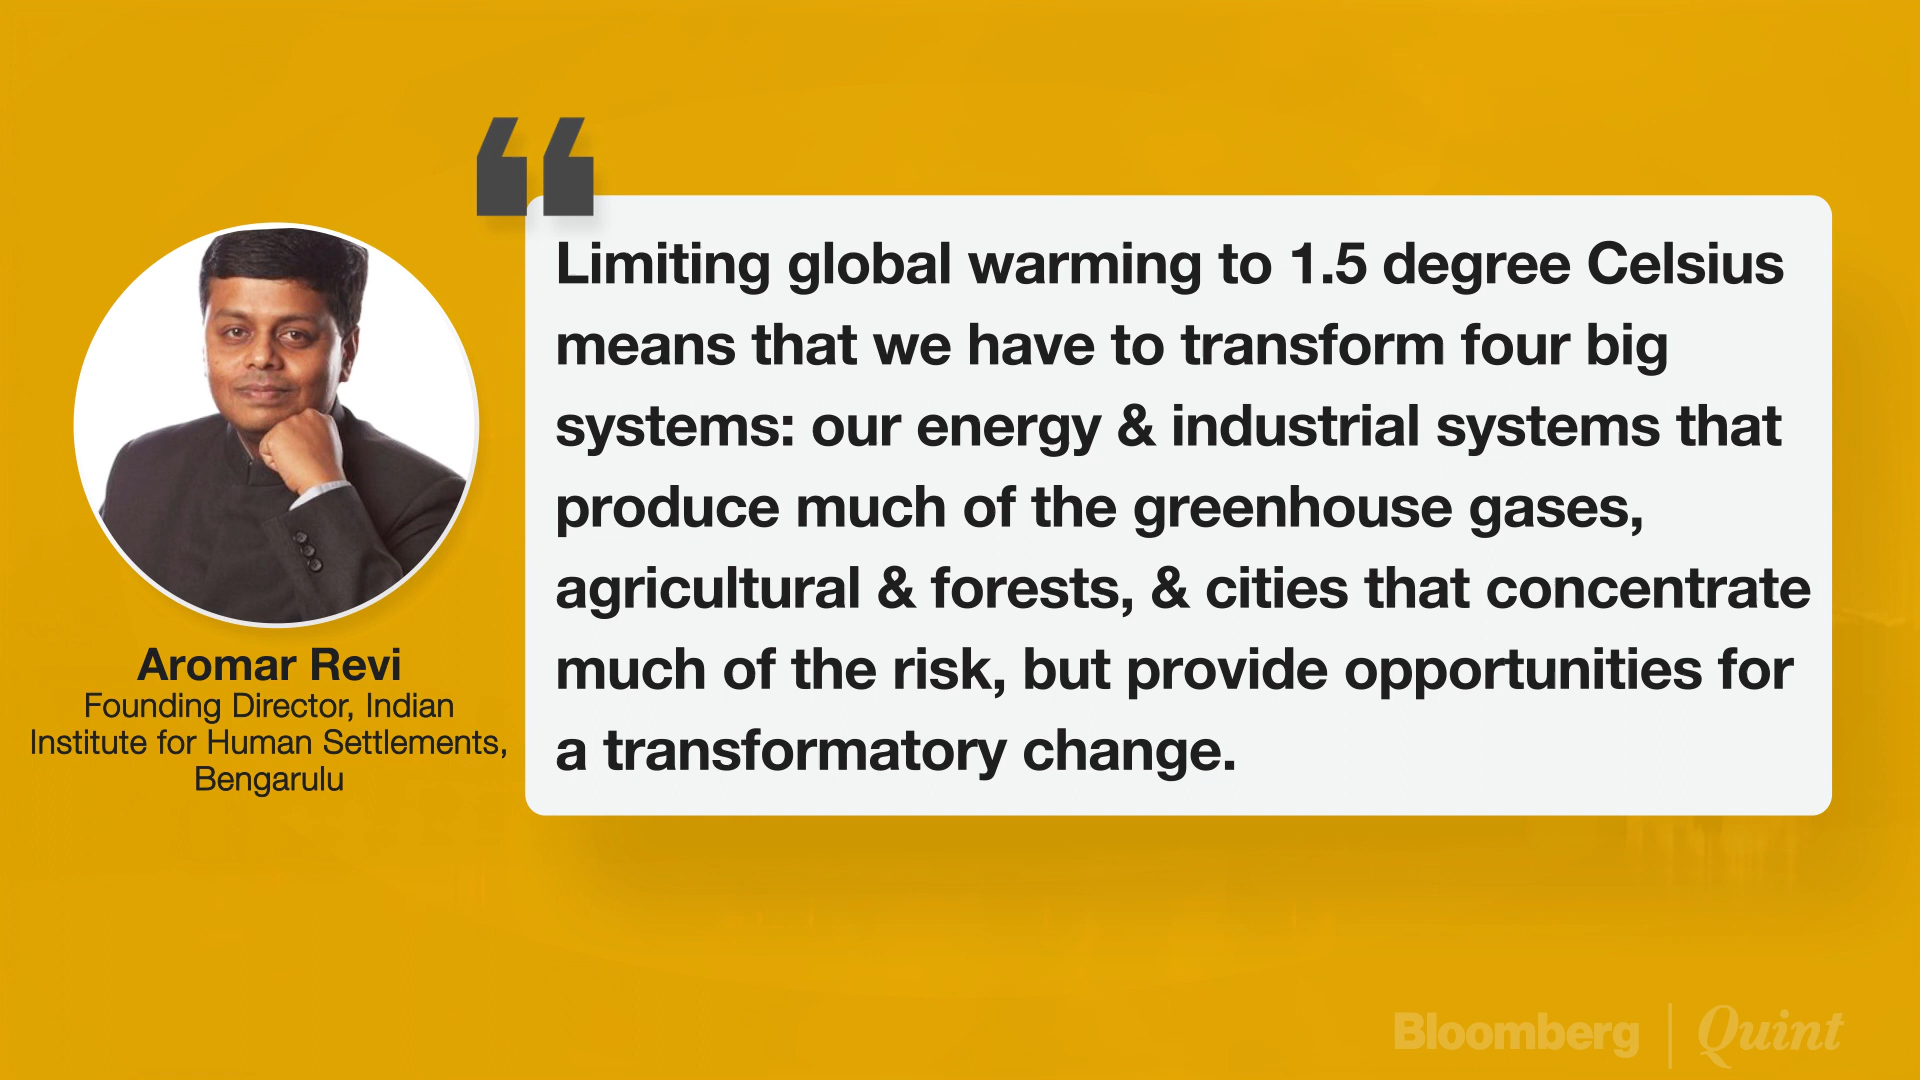 “
Limiting global warming to 1.5 degree Celsius
means that we have to transform four big
systems: our energy & industrial systems that
produce much of the greenhouse gases,
agricultural & forests, & cities that concentrate
much of the risk, but provide opportunities for
a transformatory change.
Aromar Revi
Founding Director, Indian
Institute for Human Settlements,
Bengarulu
Bloomberg | Quint